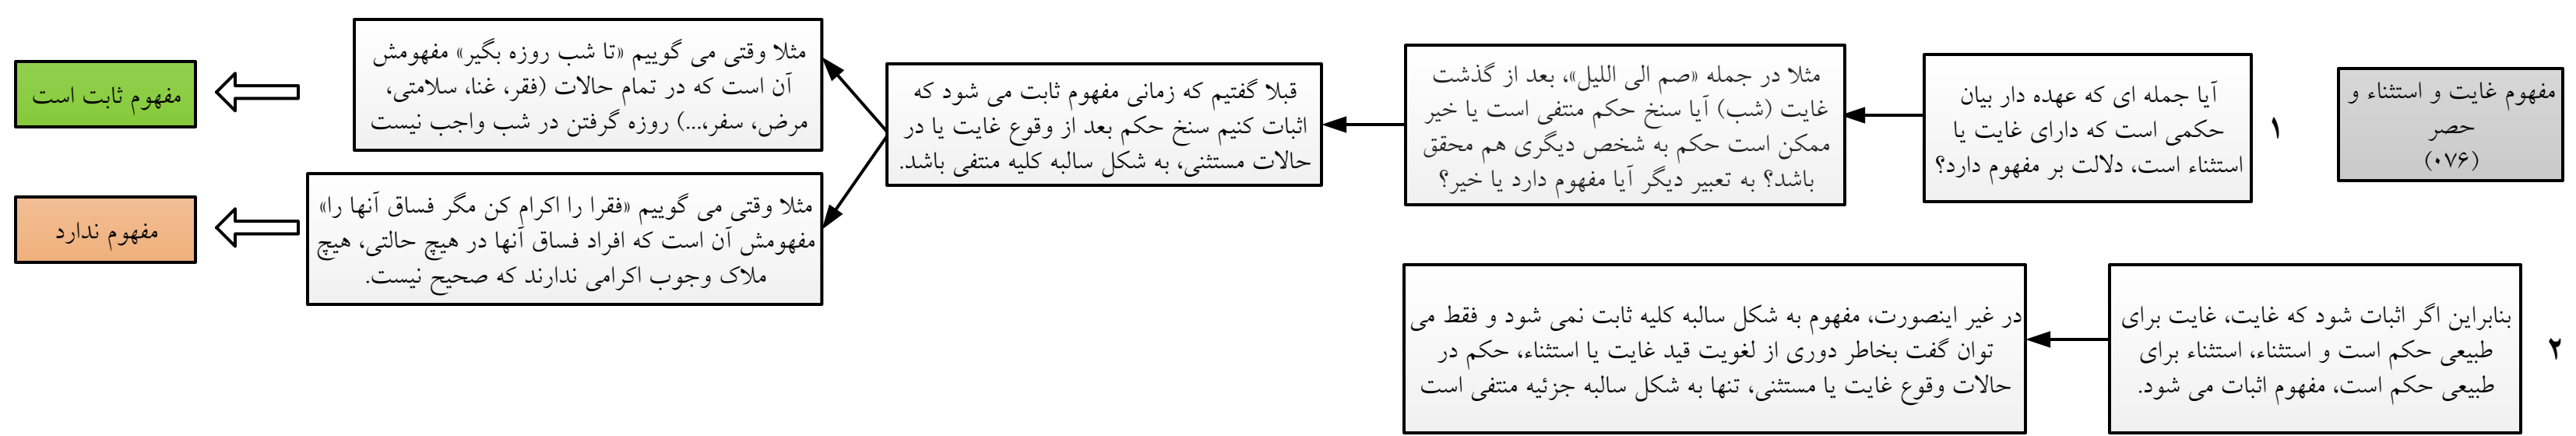 مفهوم غایت و استثناء و
حصر
(۰۷۶)
۱
آیا جمله ای که عهده دار بیان
حکمی است که دارای غایت یا
استثناء است، دلالت بر مفهوم دارد؟
مثلا در جمله «صم الی اللیل»، بعد از گذشت
غایت (شب) آیا سنخ حکم منتفی است یا خیر
ممکن است حکم به شخص دیگری هم محقق
باشد؟ به تعبیر دیگر آیا مفهوم دارد یا خیر؟
قبلا گفتیم که زمانی مفهوم ثابت می شود که
اثبات کنیم سنخ حکم بعد از وقوع غایت یا در
حالات مستثنی، به شکل سالبه کلیه منتفی باشد.
مثلا وقتی می گوییم «تا شب روزه بگیر» مفهومش
آن است که در تمام حالات (فقر، غنا، سلامتی،
مرض، سفر،...) روزه گرفتن در شب واجب نیست
مفهوم ثابت است
مثلا وقتی می گوییم «فقرا را اکرام کن مگر فساق آنها را»
مفهومش آن است که افراد فساق آنها در هیچ حالتی، هیچ
ملاک وجوب اکرامی ندارند که صحیح نیست.
مفهوم ندارد
۲
بنابراین اگر اثبات شود که غایت، غایت برای
طبیعی حکم است و استثناء، استثناء برای
طبیعی حکم است، مفهوم اثبات می شود.
در غیر اینصورت، مفهوم به شکل سالبه کلیه ثابت نمی شود و فقط می
توان گفت بخاطر دوری از لغویت قید غایت یا استثناء، حکم در
حالات وقوع غایت یا مستثنی، تنها به شکل سالبه جزئیه منتفی است